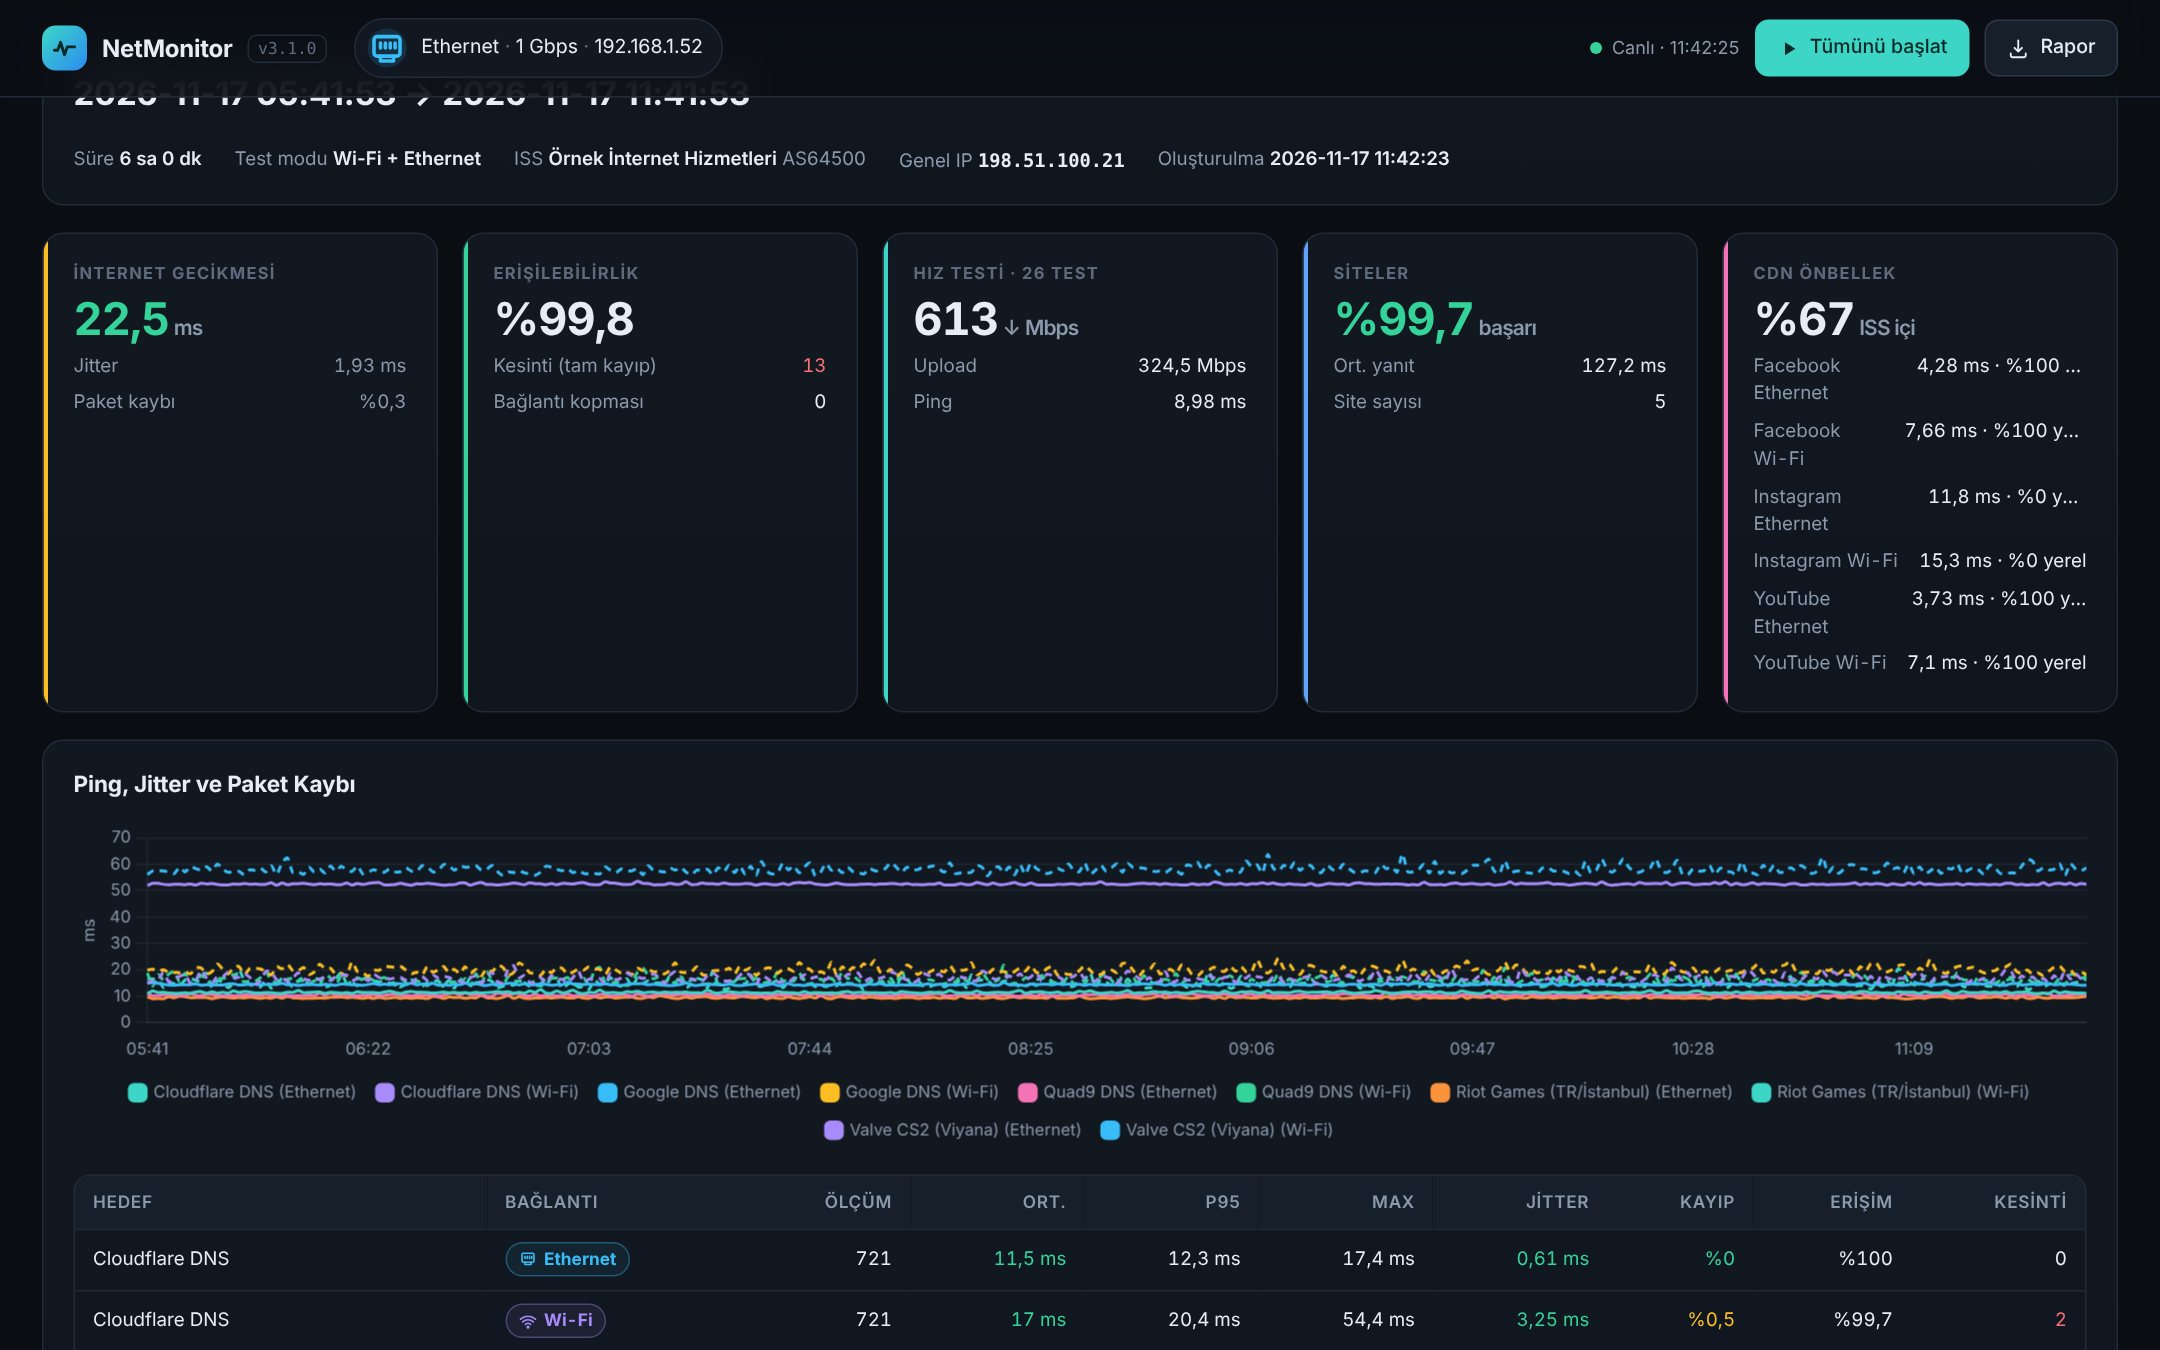 NetMonitor v3.1.0 Ethernet · 1 Gbps · 192.168.1.52 Canlı · 11:42:25 Tümünü başlat Rapor
2026-11-17 05:41:53 → 2026-11-17 11:41:53
Süre 6 sa 0 dk Test modu Wi-Fi + Ethernet ISS Örnek İnternet Hizmetleri AS64500 Genel IP 198.51.100.21 Oluşturulma 2026-11-17 11:42:23
İNTERNET GECİKMESİ
22,5 ms
Jitter 1,93 ms
Paket kaybı %0,3
ERİŞİLEBİLİRLİK
%99,8
Kesinti (tam kayıp) 13
Bağlantı kopması 0
HIZ TESTİ · 26 TEST
613 ↓ Mbps
Upload 324,5 Mbps
Ping 8,98 ms
SİTELER
%99,7 başarı
Ort. yanıt 127,2 ms
Site sayısı 5
CDN ÖNBELLEK
%67 ISS içi
Facebook Ethernet 4,28 ms · %100 ...
Facebook Wi-Fi 7,66 ms · %100 y...
Instagram Ethernet 11,8 ms · %0 y...
Instagram Wi-Fi 15,3 ms · %0 yerel
YouTube Ethernet 3,73 ms · %100 y...
YouTube Wi-Fi 7,1 ms · %100 yerel
Ping, Jitter ve Paket Kaybı
70
60
50
40
30
20
10
0
ms
05:41 06:22 07:03 07:44 08:25 09:06 09:47 10:28 11:09
Cloudflare DNS (Ethernet) Cloudflare DNS (Wi-Fi) Google DNS (Ethernet) Google DNS (Wi-Fi) Quad9 DNS (Ethernet) Quad9 DNS (Wi-Fi) Riot Games (TR/İstanbul) (Ethernet) Riot Games (TR/İstanbul) (Wi-Fi)
Valve CS2 (Viyana) (Ethernet) Valve CS2 (Viyana) (Wi-Fi)
HEDEF BAĞLANTI ÖLÇÜM ORT. P95 MAX JİTTER KAYIP ERİŞİM KESİNTİ
Cloudflare DNS Ethernet 721 11,5 ms 12,3 ms 17,4 ms 0,61 ms %0 %100 0
Cloudflare DNS Wi-Fi 721 17 ms 20,4 ms 54,4 ms 3,25 ms %0,5 %99,7 2